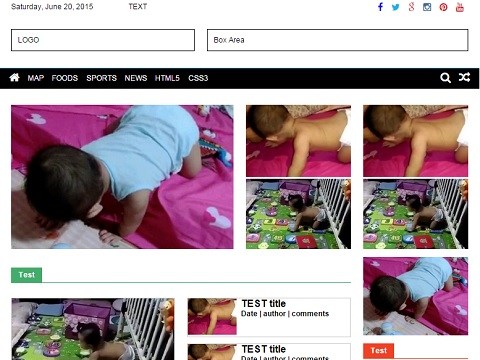 Saturday, June 20, 2015 TEXT
LOGO
Box Area
MAP FOODS SPORTS NEWS HTML5 CSS3
Test
TEST title
Date | author | comments
TEST title
Date | author | comments
Test